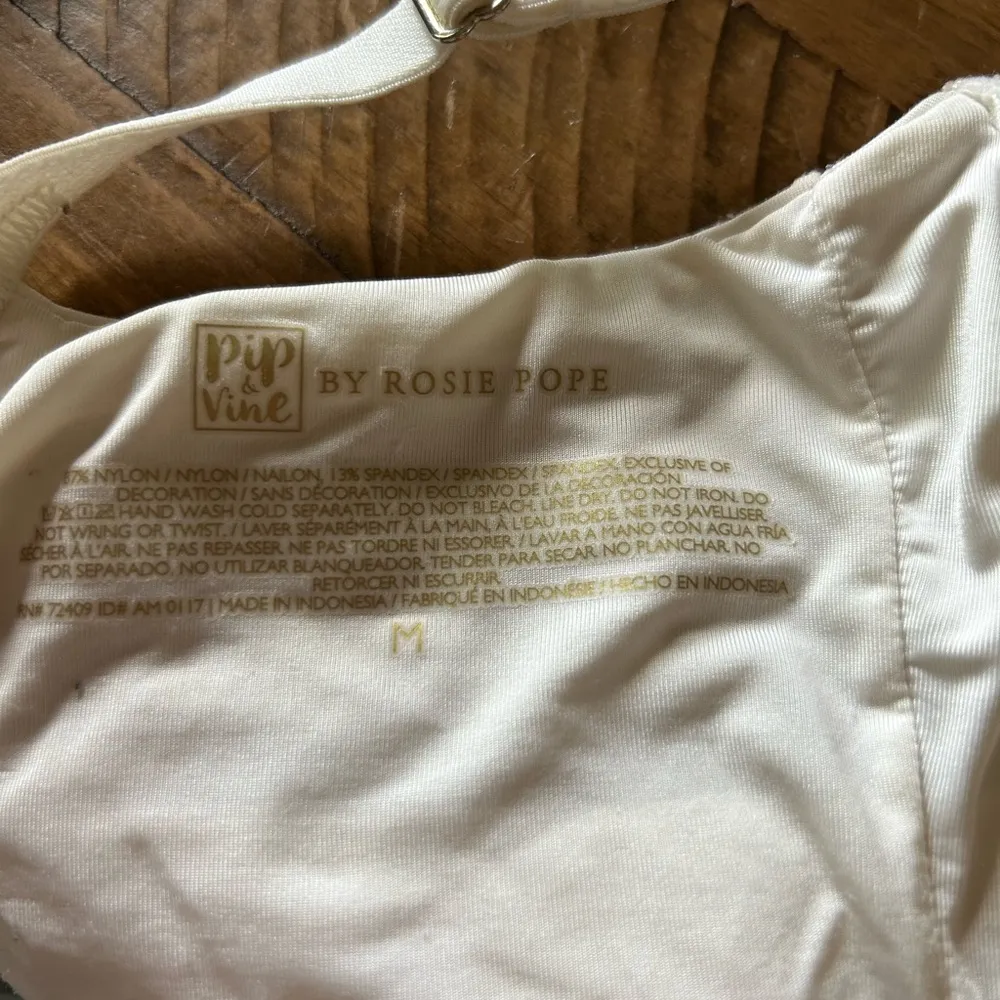 Pip
&
Vine
BY ROSIE POPE
87% NYLON / NYLON / NAILON, 13% SPANDEX / SPANDEX / SPANDEX, EXCLUSIVE OF
DECORATION / SANS DÉCORATION / EXCLUSIVO DE LA DECORACIÓN
HAND WASH COLD SEPARATELY. DO NOT BLEACH. LINE DRY. DO NOT IRON. DO
NOT WRING OR TWIST. / LAVER SÉPARÉMENT À LA MAIN, À L'EAU FROIDE. NE PAS JAVELLISER.
SÉCHER À L'AIR. NE PAS REPASSER. NE PAS TORDRE NI ESSORER. / LAVAR A MANO CON AGUA FRÍA
POR SEPARADO. NO UTILIZAR BLANQUEADOR. TENDER PARA SECAR. NO PLANCHAR. NO
RETORCER NI ESCURRIR.
RN# 72409 ID# AM 0117 | MADE IN INDONESIA / FABRIQUÉ EN INDONÉSIE / HECHO EN INDONESIA
M